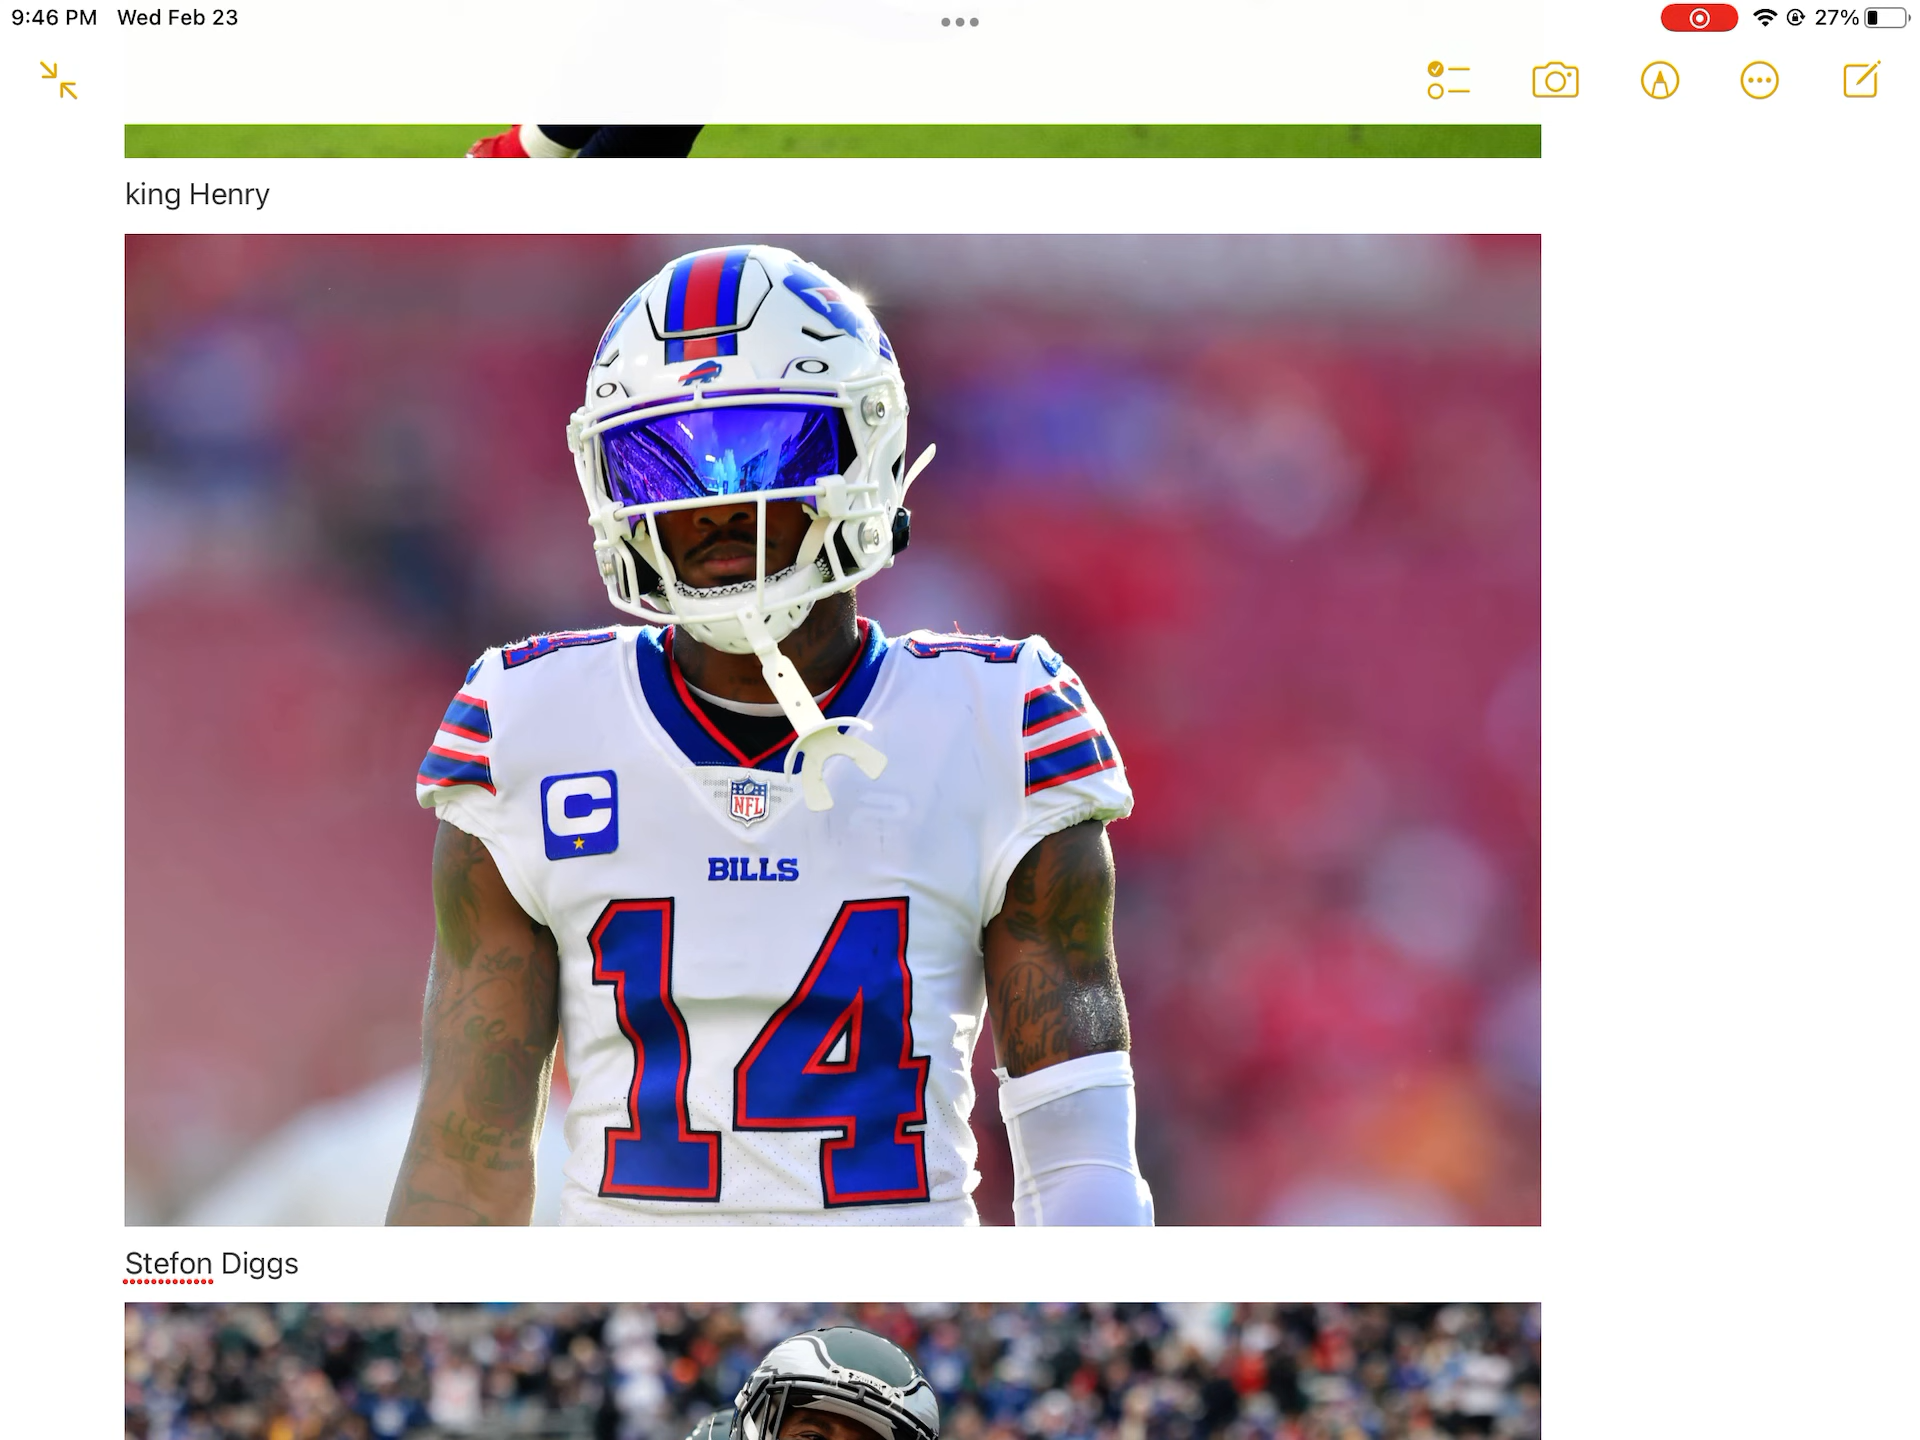 9:46 PM Wed Feb 23
27%
king Henry
C
NFL
BILLS
14
Stefon Diggs